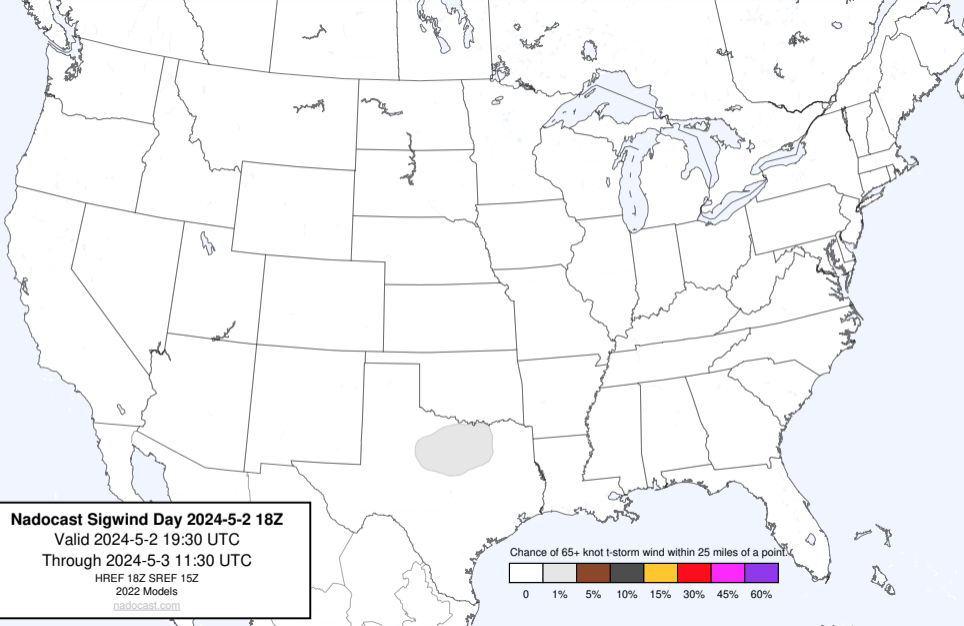 Nadocast Sigwind Day 2024-5-2 18Z
Valid 2024-5-2 19:30 UTC
Through 2024-5-3 11:30 UTC
HREF 18Z SREF 15Z
2022 Models
nadocast.com
Chance of 65+ knot t-storm wind within 25 miles of a point.
0 1% 5% 10% 15% 30% 45% 60%